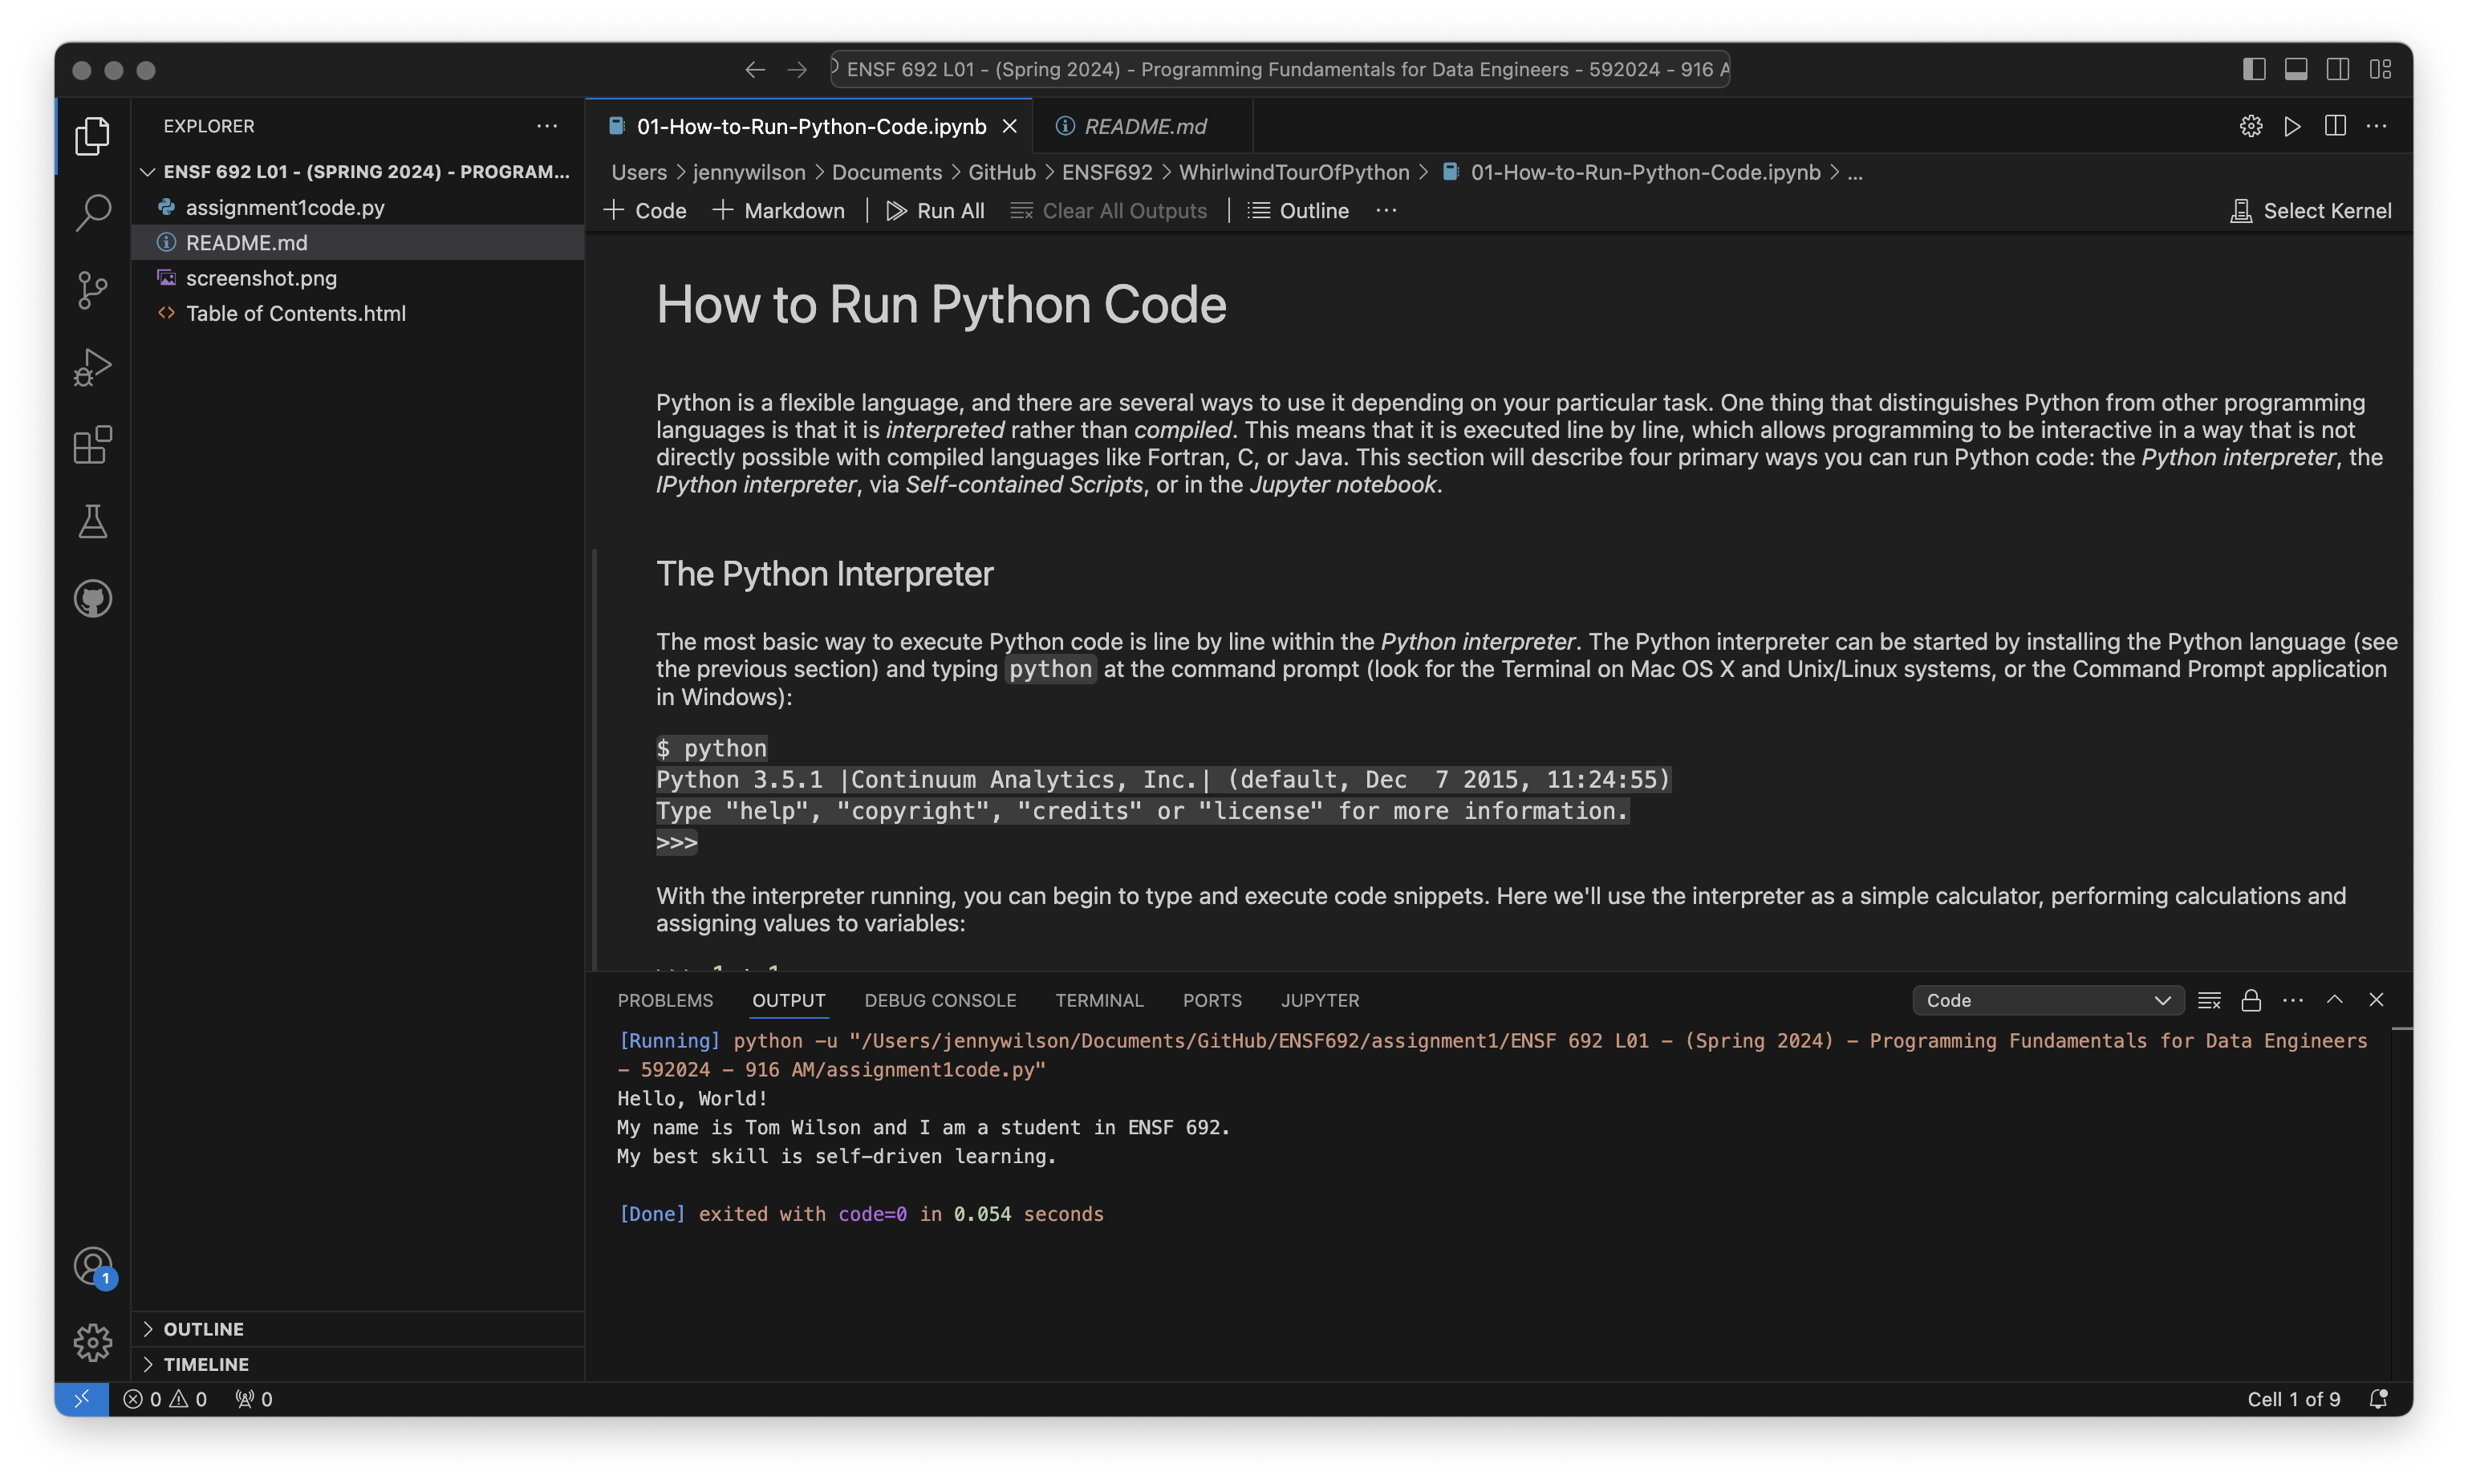 ENSF 692 L01 - (Spring 2024) - Programming Fundamentals for Data Engineers - 592024 - 916 A
EXPLORER
ENSF 692 L01 - (SPRING 2024) - PROGRAM...
assignment1code.py
README.md
screenshot.png
Table of Contents.html
OUTLINE
TIMELINE
01-How-to-Run-Python-Code.ipynb
README.md
Users > jennywilson > Documents > GitHub > ENSF692 > WhirlwindTourOfPython > 01-How-to-Run-Python-Code.ipynb > ...
+ Code + Markdown | Run All Clear All Outputs | Outline ... Select Kernel
How to Run Python Code
Python is a flexible language, and there are several ways to use it depending on your particular task. One thing that distinguishes Python from other programming
languages is that it is interpreted rather than compiled. This means that it is executed line by line, which allows programming to be interactive in a way that is not
directly possible with compiled languages like Fortran, C, or Java. This section will describe four primary ways you can run Python code: the Python interpreter, the
IPython interpreter, via Self-contained Scripts, or in the Jupyter notebook.
The Python Interpreter
The most basic way to execute Python code is line by line within the Python interpreter. The Python interpreter can be started by installing the Python language (see
the previous section) and typing python at the command prompt (look for the Terminal on Mac OS X and Unix/Linux systems, or the Command Prompt application
in Windows):
$ python
Python 3.5.1 |Continuum Analytics, Inc.| (default, Dec  7 2015, 11:24:55)
Type "help", "copyright", "credits" or "license" for more information.
>>>
With the interpreter running, you can begin to type and execute code snippets. Here we'll use the interpreter as a simple calculator, performing calculations and
assigning values to variables:
PROBLEMS OUTPUT DEBUG CONSOLE TERMINAL PORTS JUPYTER
Code
[Running] python -u "/Users/jennywilson/Documents/GitHub/ENSF692/assignment1/ENSF 692 L01 - (Spring 2024) - Programming Fundamentals for Data Engineers
- 592024 - 916 AM/assignment1code.py"
Hello, World!
My name is Tom Wilson and I am a student in ENSF 692.
My best skill is self-driven learning.
[Done] exited with code=0 in 0.054 seconds
1
0 0 0
Cell 1 of 9